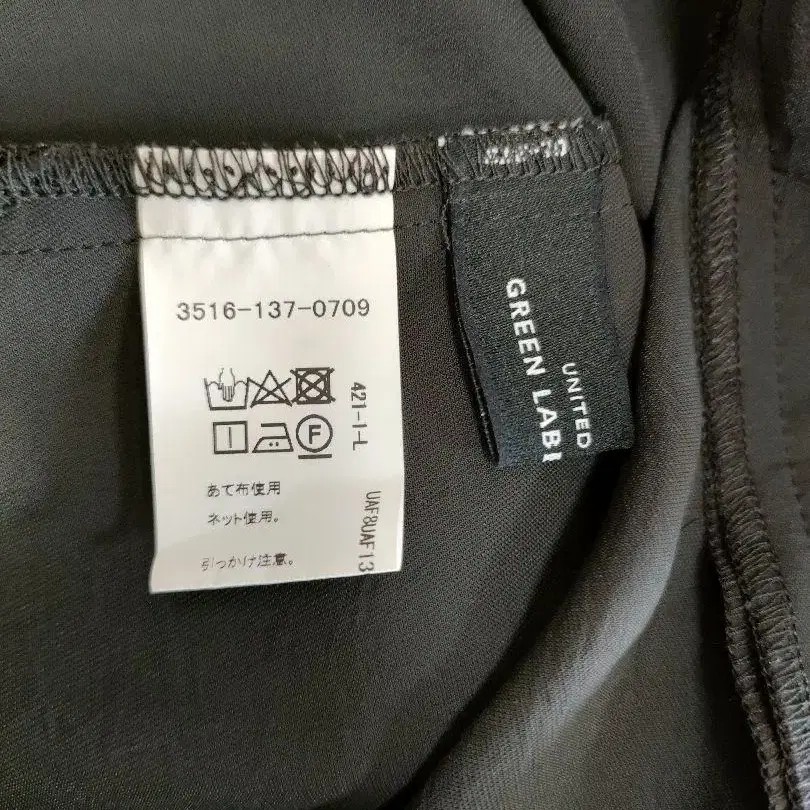 3516-137-0709
421-1-L
F
あて布使用
ネット使用。
引っかけ注意。
UAF8UAF13
UNITED
GREEN LABE